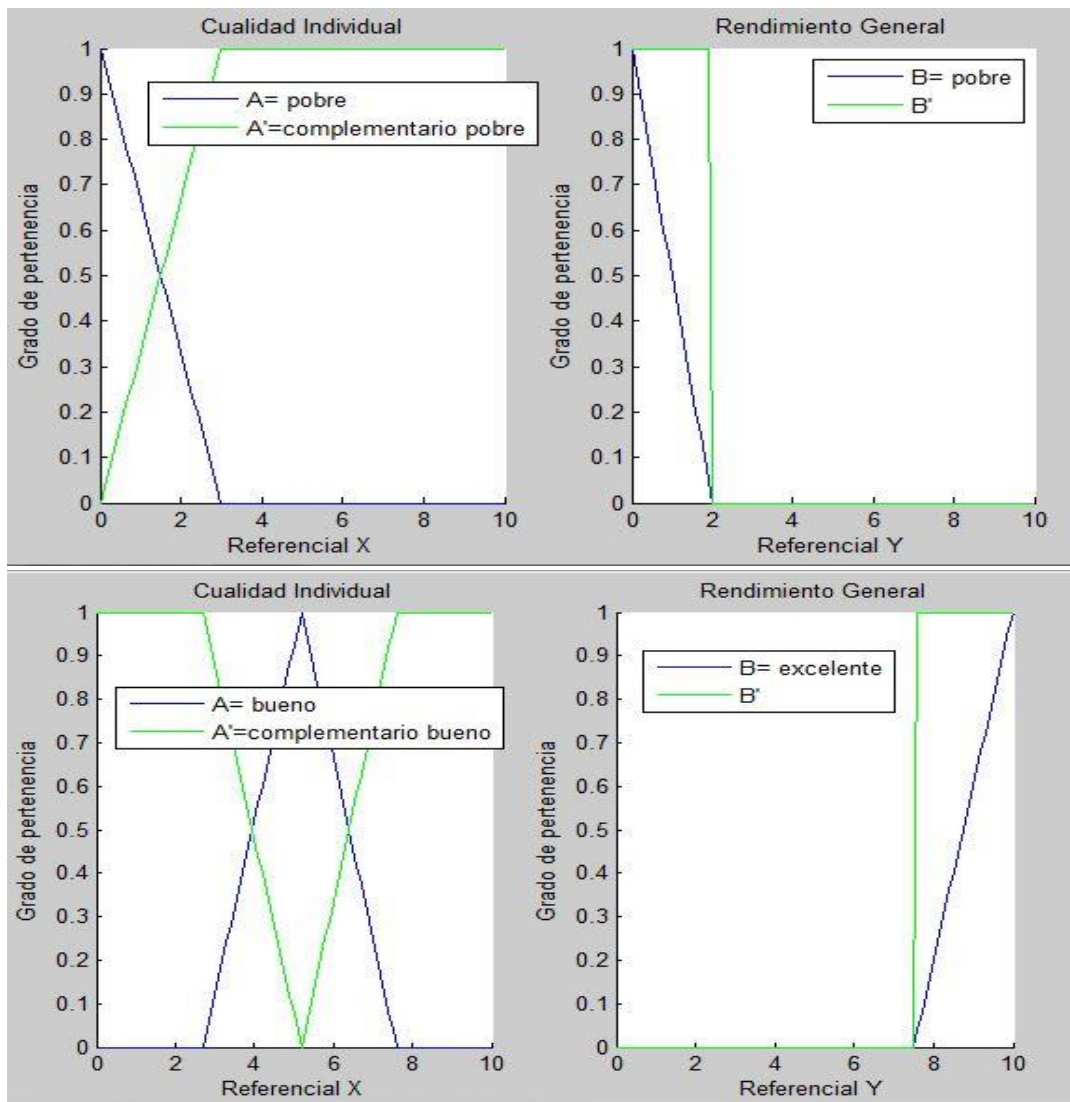 Cualidad Individual
1
0.9
0.8
0.7
0.6
0.5
0.4
0.3
0.2
0.1
0
Grado de pertenencia
A= pobre
A'=complementario pobre
0 2 4 6 8 10
Referencial X
Rendimiento General
1
0.9
0.8
0.7
0.6
0.5
0.4
0.3
0.2
0.1
0
Grado de pertenencia
B= pobre
B'
0 2 4 6 8 10
Referencial Y
Cualidad Individual
1
0.9
0.8
0.7
0.6
0.5
0.4
0.3
0.2
0.1
0
Grado de pertenencia
A= bueno
A'=complementario bueno
0 2 4 6 8 10
Referencial X
Rendimiento General
1
0.9
0.8
0.7
0.6
0.5
0.4
0.3
0.2
0.1
0
Grado de pertenencia
B= excelente
B'
0 2 4 6 8 10
Referencial Y